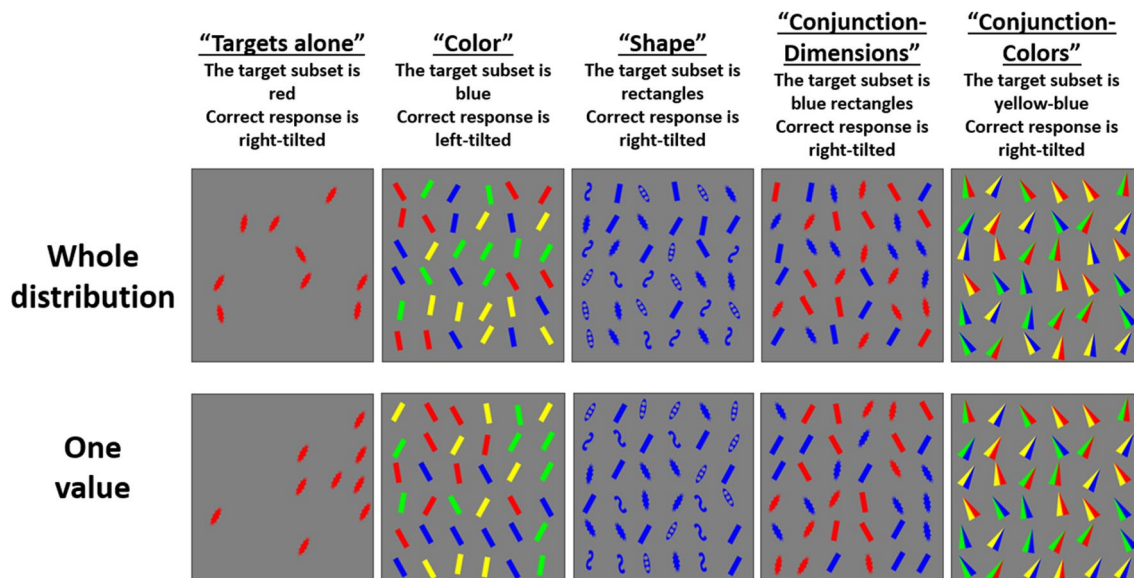 “Targets alone”
The target subset is
red
Correct response is
right-tilted
“Color”
The target subset is
blue
Correct response is
left-tilted
“Shape”
The target subset is
rectangles
Correct response is
right-tilted
“Conjunction-
Dimensions”
The target subset is
blue rectangles
Correct response is
right-tilted
“Conjunction-
Colors”
The target subset is
yellow-blue
Correct response is
right-tilted
Whole
distribution
One
value